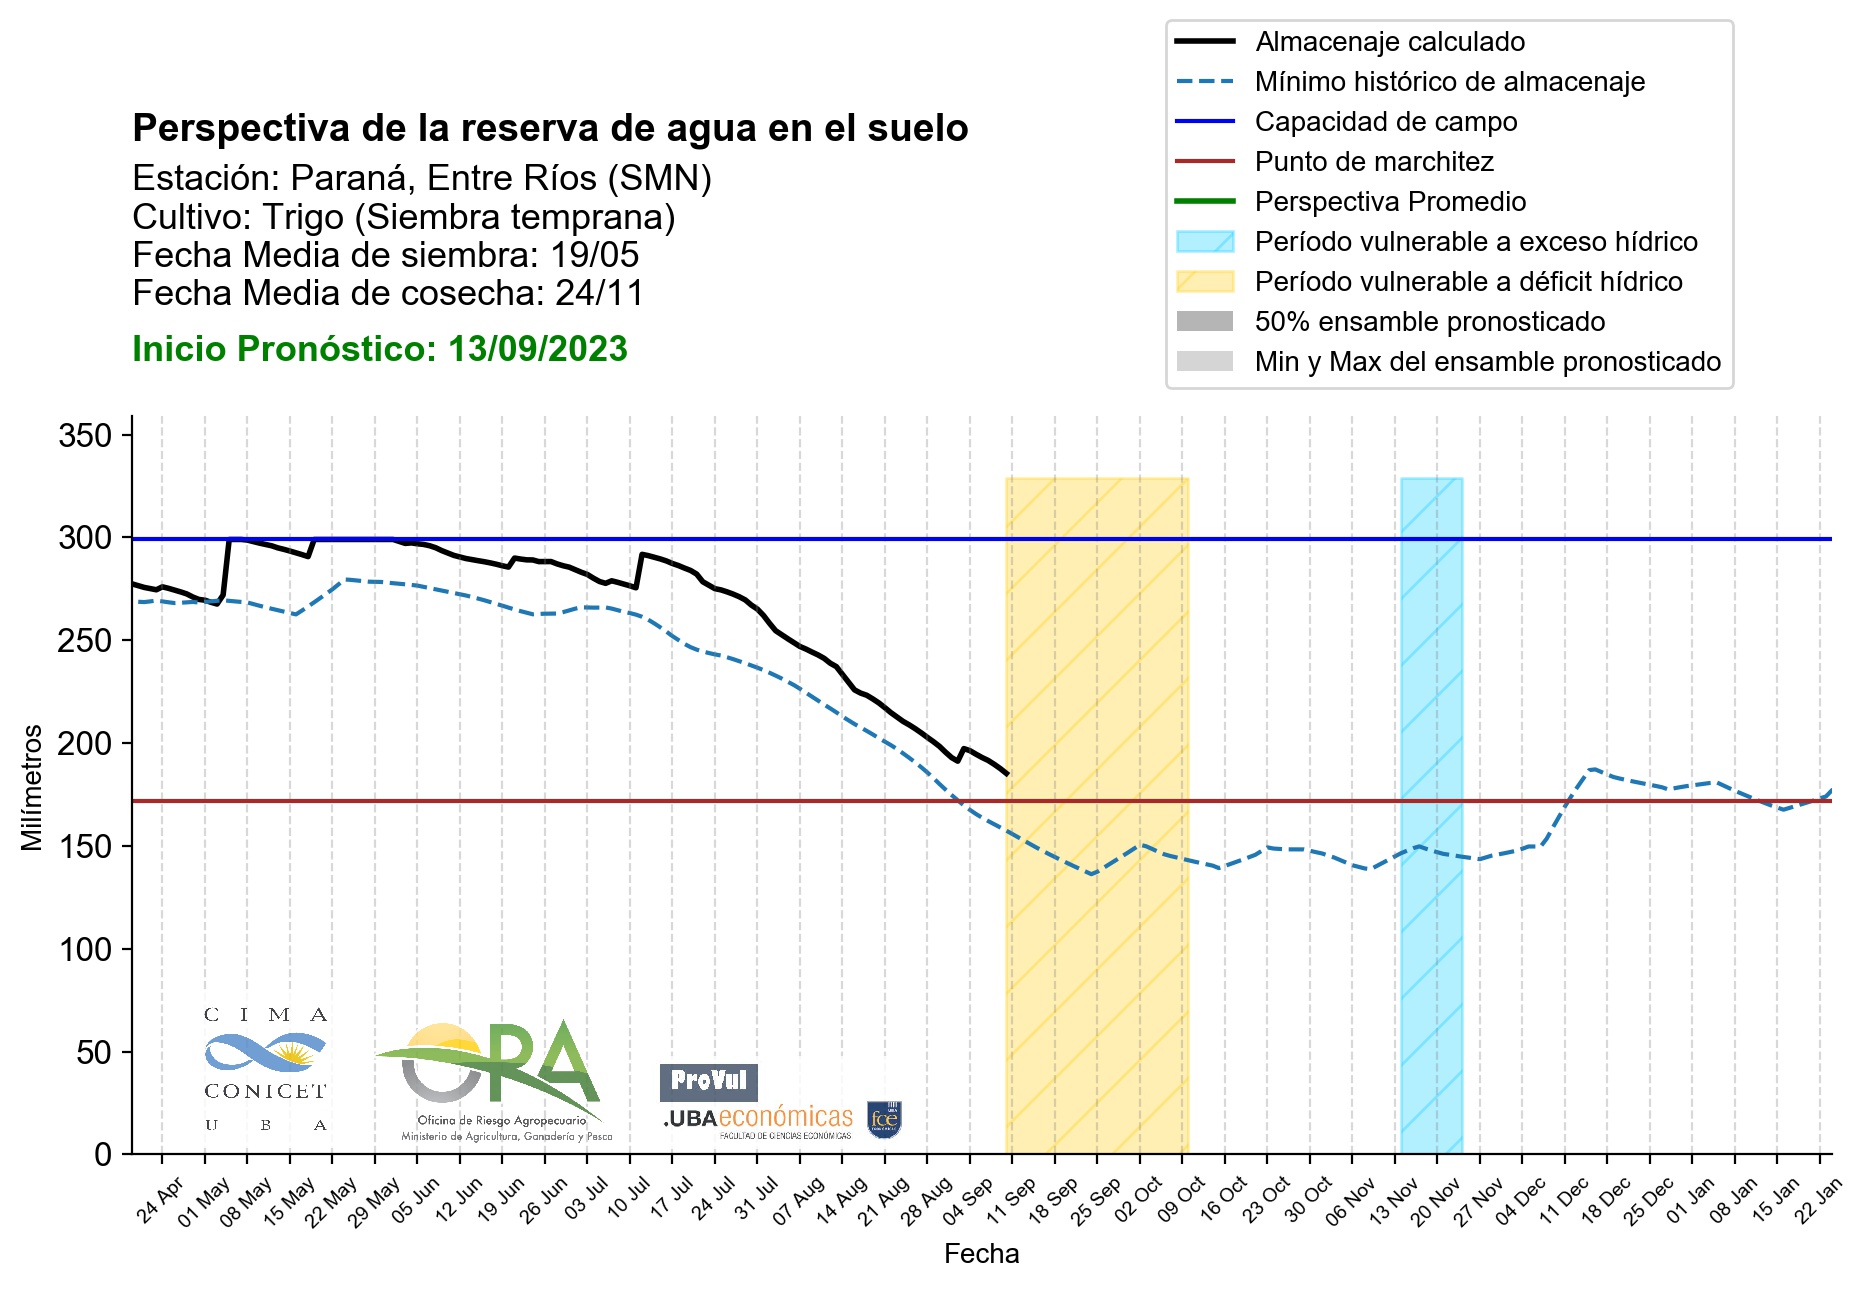 Almacenaje calculado
Mínimo histórico de almacenaje
Capacidad de campo
Punto de marchitez
Perspectiva Promedio
Período vulnerable a exceso hídrico
Período vulnerable a déficit hídrico
50% ensamble pronosticado
Min y Max del ensamble pronosticado
Perspectiva de la reserva de agua en el suelo
Estación: Paraná, Entre Ríos (SMN)
Cultivo: Trigo (Siembra temprana)
Fecha Media de siembra: 19/05
Fecha Media de cosecha: 24/11
Inicio Pronóstico: 13/09/2023
Milímetros
350
300
250
200
150
100
50
0
CIMA
CONICET
UBA
ORA
Oficina de Riesgo Agropecuario
Ministerio de Agricultura, Ganadería y Pesca
ProVul
.UBAeconómicas
FACULTAD DE CIENCIAS ECONÓMICAS
fce
24 Apr
01 May
08 May
15 May
22 May
29 May
05 Jun
12 Jun
19 Jun
26 Jun
03 Jul
10 Jul
17 Jul
24 Jul
31 Jul
07 Aug
14 Aug
21 Aug
28 Aug
04 Sep
11 Sep
18 Sep
25 Sep
02 Oct
09 Oct
16 Oct
23 Oct
30 Oct
06 Nov
13 Nov
20 Nov
27 Nov
04 Dec
11 Dec
18 Dec
25 Dec
01 Jan
08 Jan
15 Jan
22 Jan
Fecha